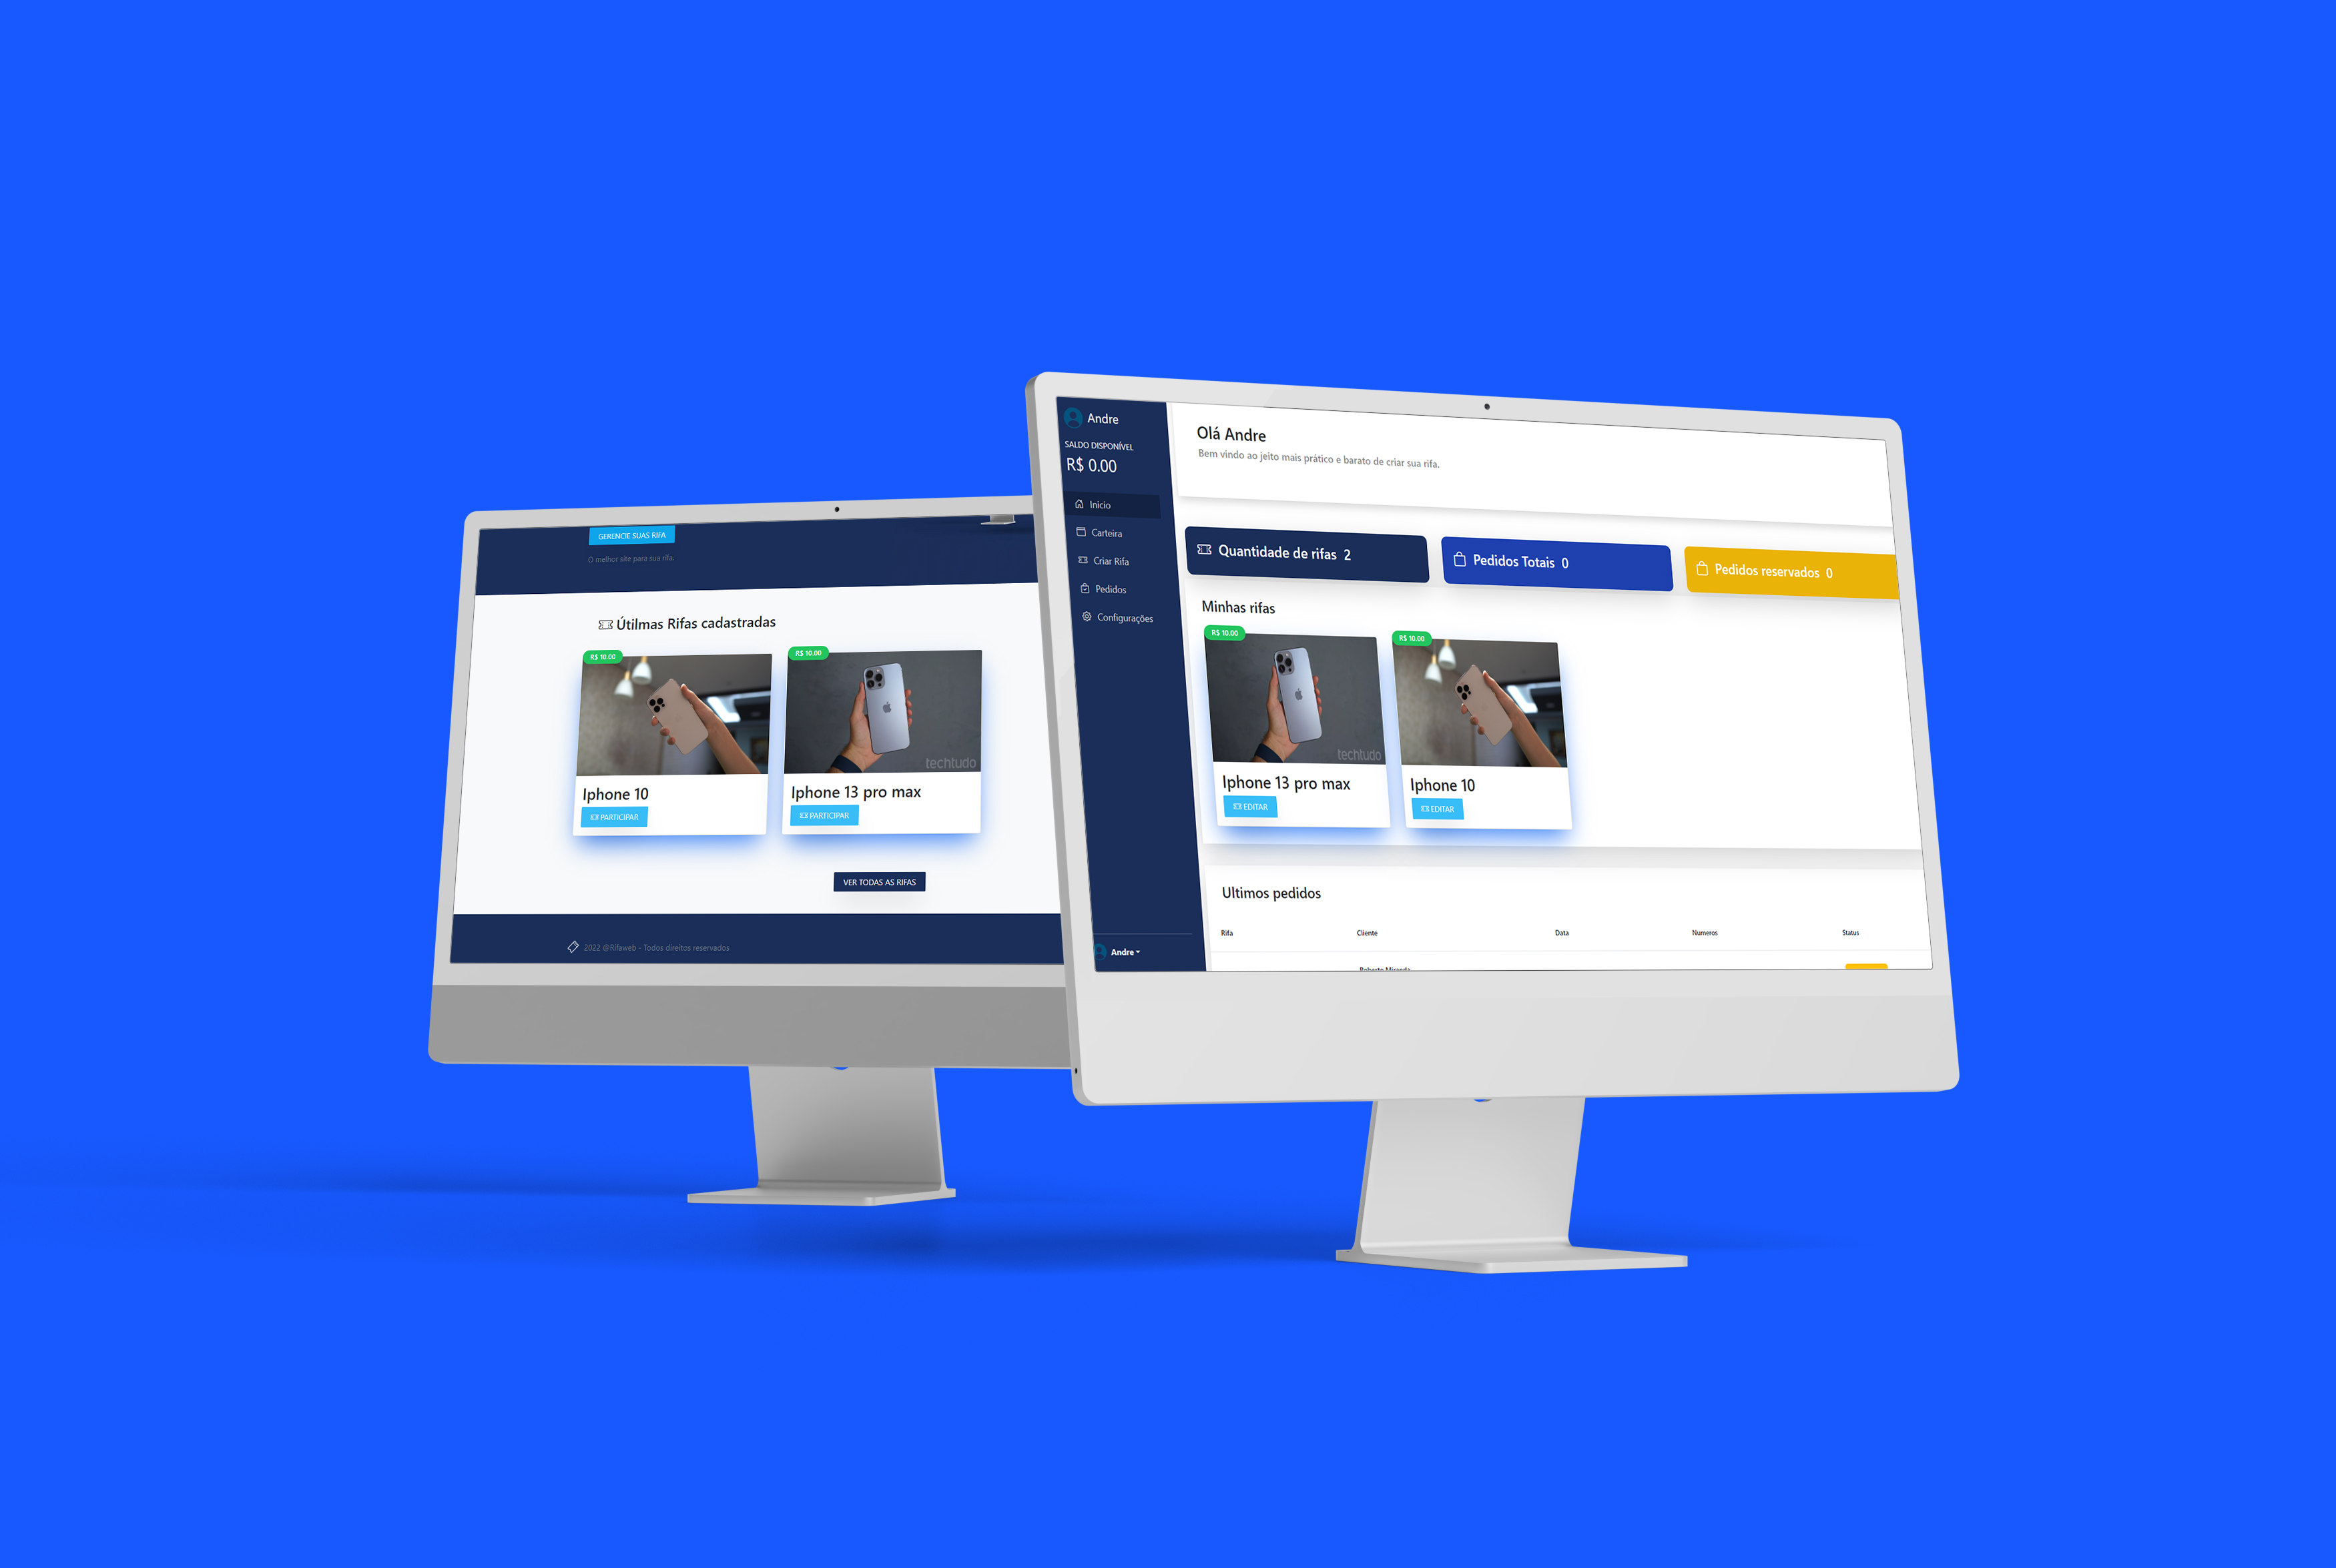 GERENCIE SUAS RIFA
O melhor site para sua rifa.
Útilmas Rifas cadastradas
R$ 10.00
R$ 10.00
techtudo
Iphone 10
PARTICIPAR
Iphone 13 pro max
PARTICIPAR
VER TODAS AS RIFAS
2022 @Rifaweb - Todos direitos reservados
Andre
SALDO DISPONÍVEL
R$ 0.00
Inicio
Carteira
Criar Rifa
Pedidos
Configurações
Andre
Olá Andre
Bem vindo ao jeito mais prático e barato de criar sua rifa.
Quantidade de rifas 2
Pedidos Totais 0
Pedidos reservados 0
Minhas rifas
R$ 10.00
R$ 10.00
techtudo
Iphone 13 pro max
EDITAR
Iphone 10
EDITAR
Ultimos pedidos
Rifa Cliente Data Numeros Status
Roberto Miranda